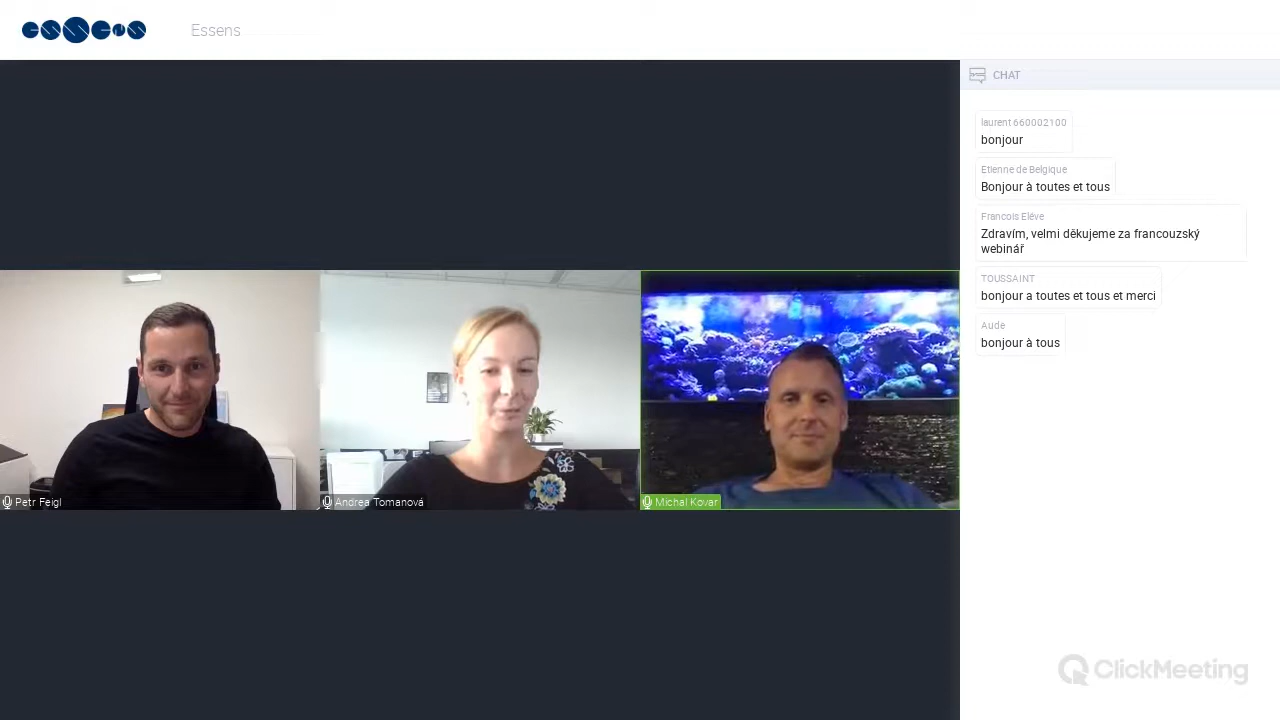 essens
Essens
CHAT
laurent 660002100
bonjour
Etienne de Belgique
Bonjour à toutes et tous
Francois Eléve
Zdravím, velmi děkujeme za francouzský
webinář
TOUSSAINT
bonjour a toutes et tous et merci
Aude
bonjour à tous
Petr Feigl
Andrea Tomanová
Michal Kovar
ClickMeeting